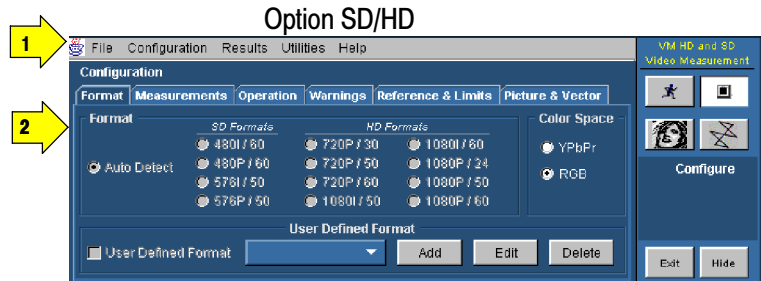 Option SD/HD
1
File Configuration Results Utilities Help
VM HD and SD
Video Measurement
Configuration
Format Measurements Operation Warnings Reference & Limits Picture & Vector
2
Format
SD Formats HD Formats
Color Space
480I / 60 720P / 30 1080I / 60
YPbPr
Auto Detect
480P / 60 720P / 50 1080P / 24
576I / 50 720P / 60 1080P / 50
RGB
576P / 50 1080I / 50 1080P / 60
Configure
User Defined Format
User Defined Format
Add Edit Delete
Exit Hide